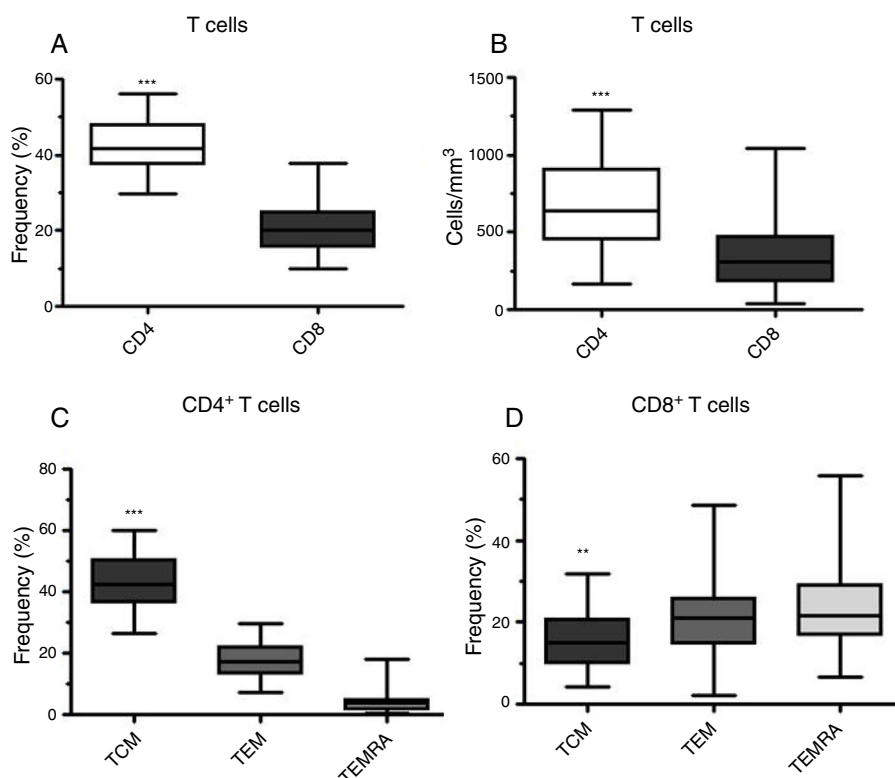 A
T cells
Frequency (%)
60
40
20
0
***
CD4
CD8
B
T cells
Cells/mm³
1500
1000
500
0
***
CD4
CD8
C
CD4⁺ T cells
Frequency (%)
80
60
40
20
0
***
TCM
TEM
TEMRA
D
CD8⁺ T cells
Frequency (%)
60
40
20
0
**
TCM
TEM
TEMRA